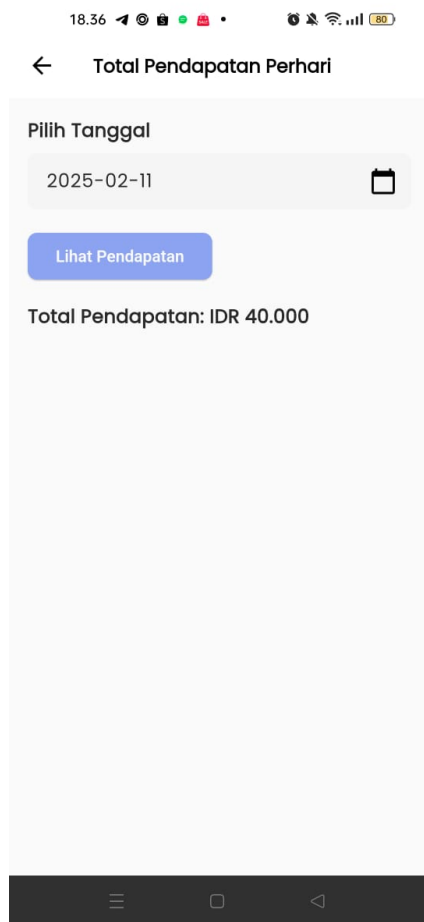 18.36
80
Total Pendapatan Perhari
Pilih Tanggal
2025-02-11
Lihat Pendapatan
Total Pendapatan: IDR 40.000